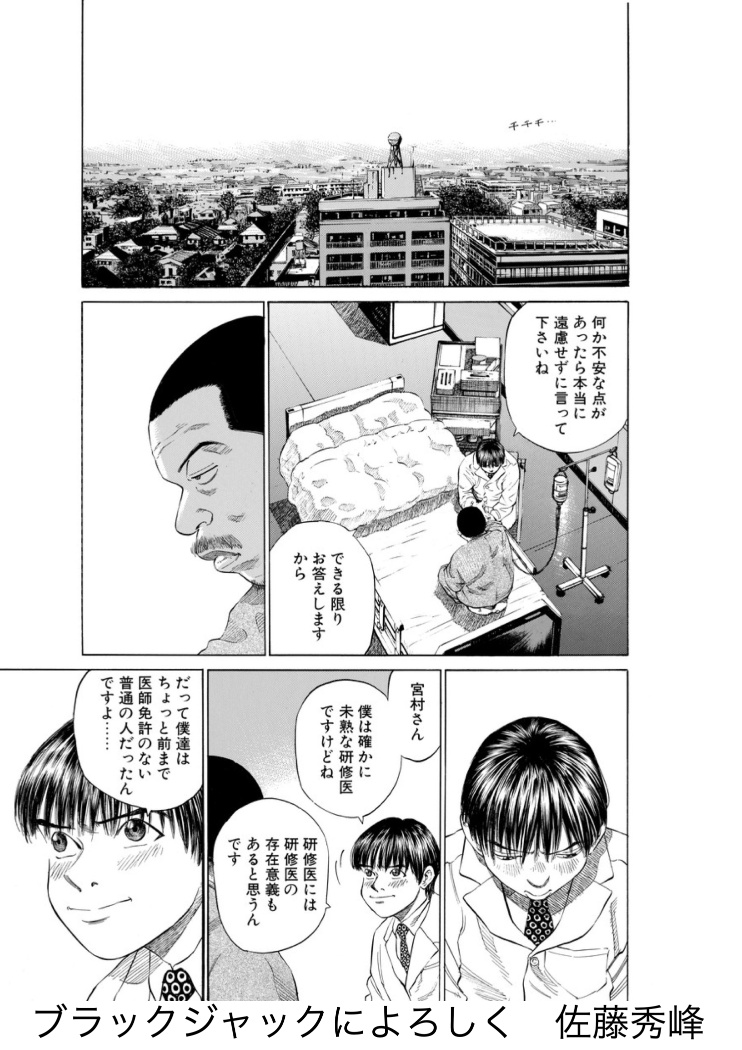 チチチ…
何か不安な点が
あったら本当に
遠慮せずに言って
下さいね
できる限り
お答えします
から
宮村さん
僕は確かに
未熟な研修医
ですけどね
研修医には
研修医の
存在意義も
あると思うん
です
だって僕達は
ちょっと前まで
医師免許のない
普通の人だったん
ですよ……
ブラックジャックによろしく　佐藤秀峰